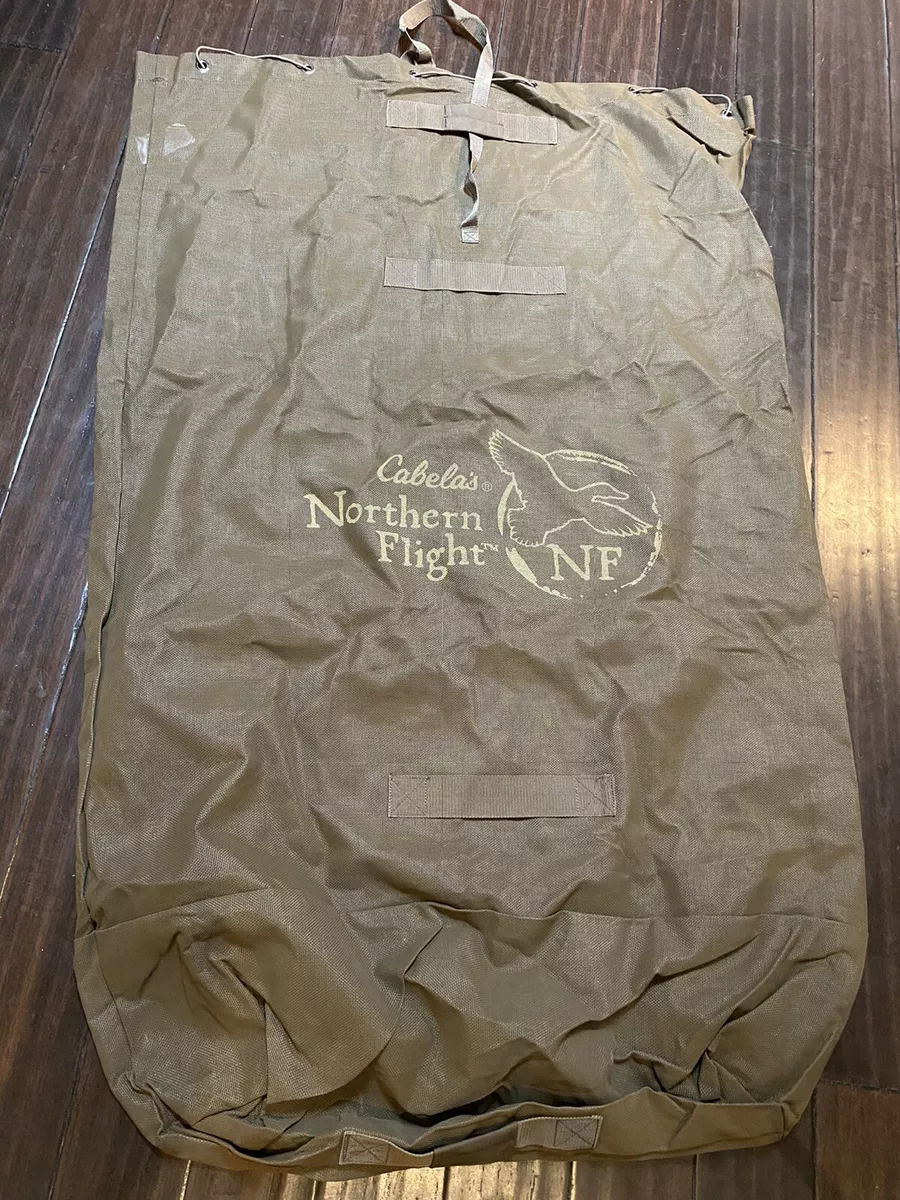 Cabela's®
Northern
Flight™
NF